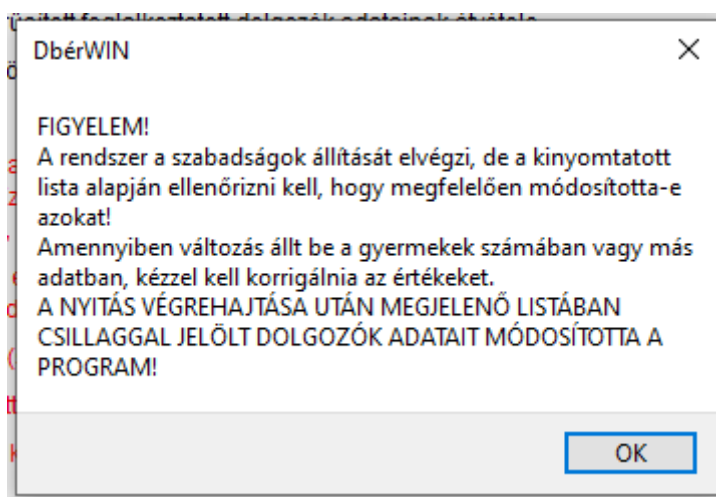 DbérWIN
FIGYELEM!
A rendszer a szabadságok állítását elvégzi, de a kinyomtatott
lista alapján ellenőrizni kell, hogy megfelelően módosította-e
azokat!
Amennyiben változás állt be a gyermekek számában vagy más
adatban, kézzel kell korrigálnia az értékeket.
A NYITÁS VÉGREHAJTÁSA UTÁN MEGJELENŐ LISTÁBAN
CSILLAGGAL JELÖLT DOLGOZÓK ADATAIT MÓDOSÍTOTTA A
PROGRAM!
OK